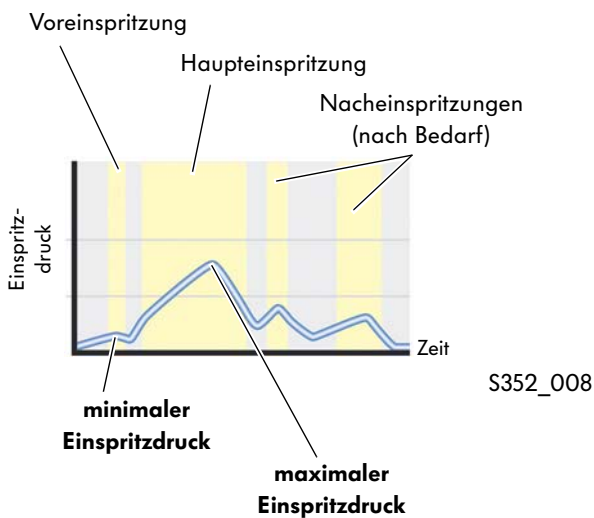 Voreinspritzung
Haupteinspritzung
Nacheinspritzungen
(nach Bedarf)
Einspritz-
druck
Zeit
S352_008
minimaler
Einspritzdruck
maximaler
Einspritzdruck